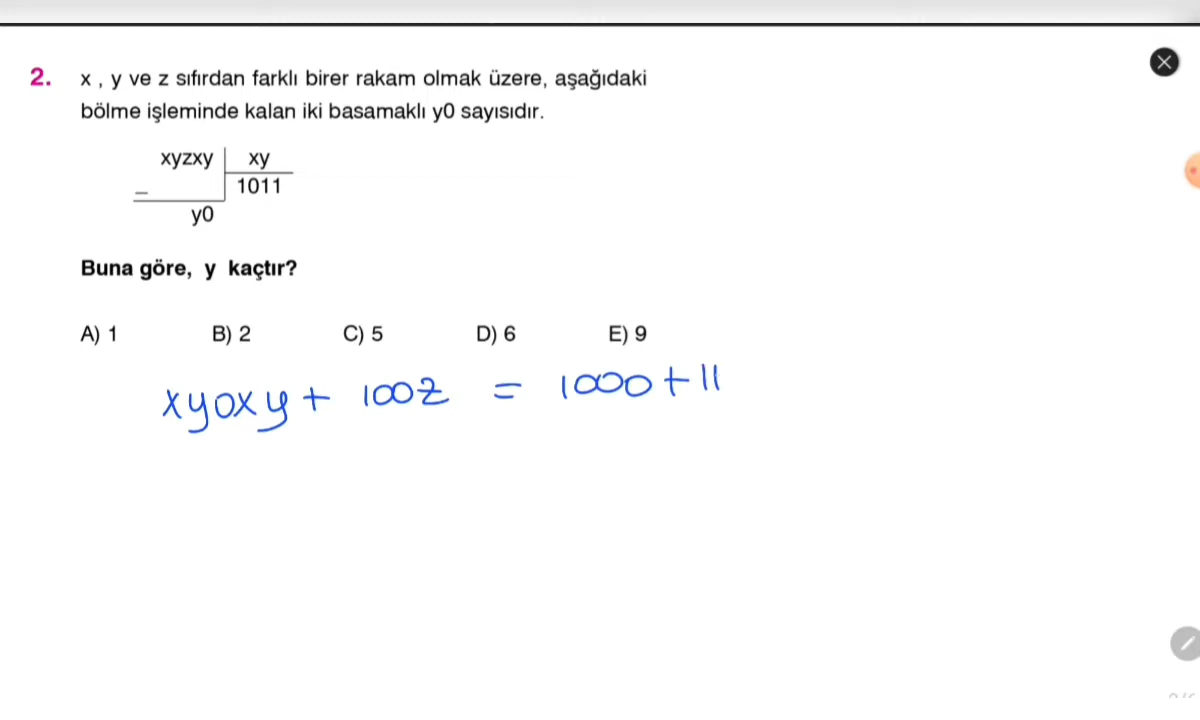 2. x , y ve z sıfırdan farklı birer rakam olmak üzere, aşağıdaki
bölme işleminde kalan iki basamaklı y0 sayısıdır.
xyzxy xy
1011
–
y0
Buna göre, y kaçtır?
A) 1 B) 2 C) 5 D) 6 E) 9
xy0xy + 100z = 1000 + 11